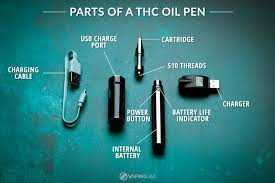 PARTS OF A THC OIL PEN
USB CHARGE
PORT
CARTRIDGE
510 THREADS
CHARGING
CABLE
CHARGER
POWER
BUTTON
BATTERY LIFE
INDICATOR
INTERNAL
BATTERY
VAPING360